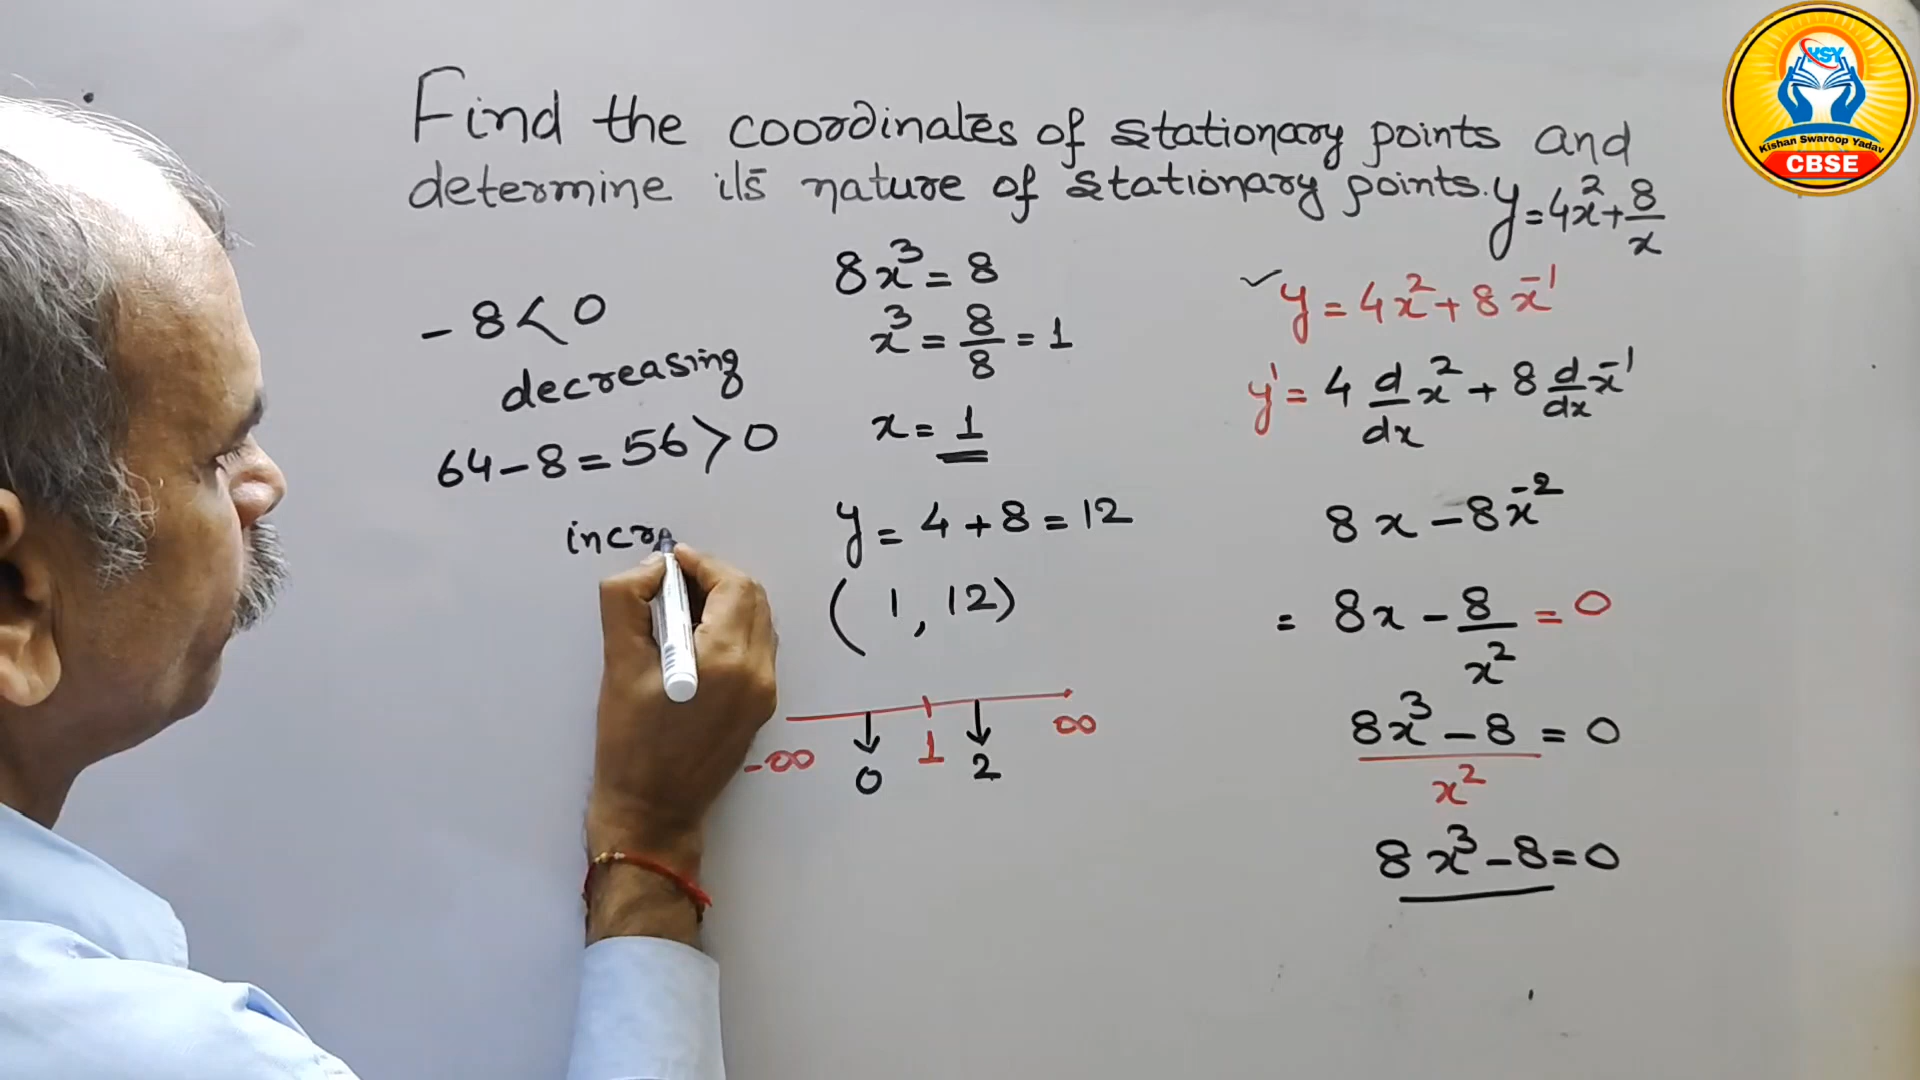 Find the coordinates of stationary points and
determine its nature of stationary points. y = 4x² + 8/x
- 8 < 0
decreasing
64 - 8 = 56 > 0
incre
8x³ = 8
x³ = 8/8 = 1
x = 1
y = 4 + 8 = 12
(1, 12)
-∞ 0 1 2 ∞
✓ y = 4x² + 8x⁻¹
y' = 4 d/dx x² + 8 d/dx x⁻¹
8x - 8x⁻²
= 8x - 8/x² = 0
8x³ - 8 / x² = 0
8x³ - 8 = 0
KSY
Kishan Swaroop Yadav
CBSE